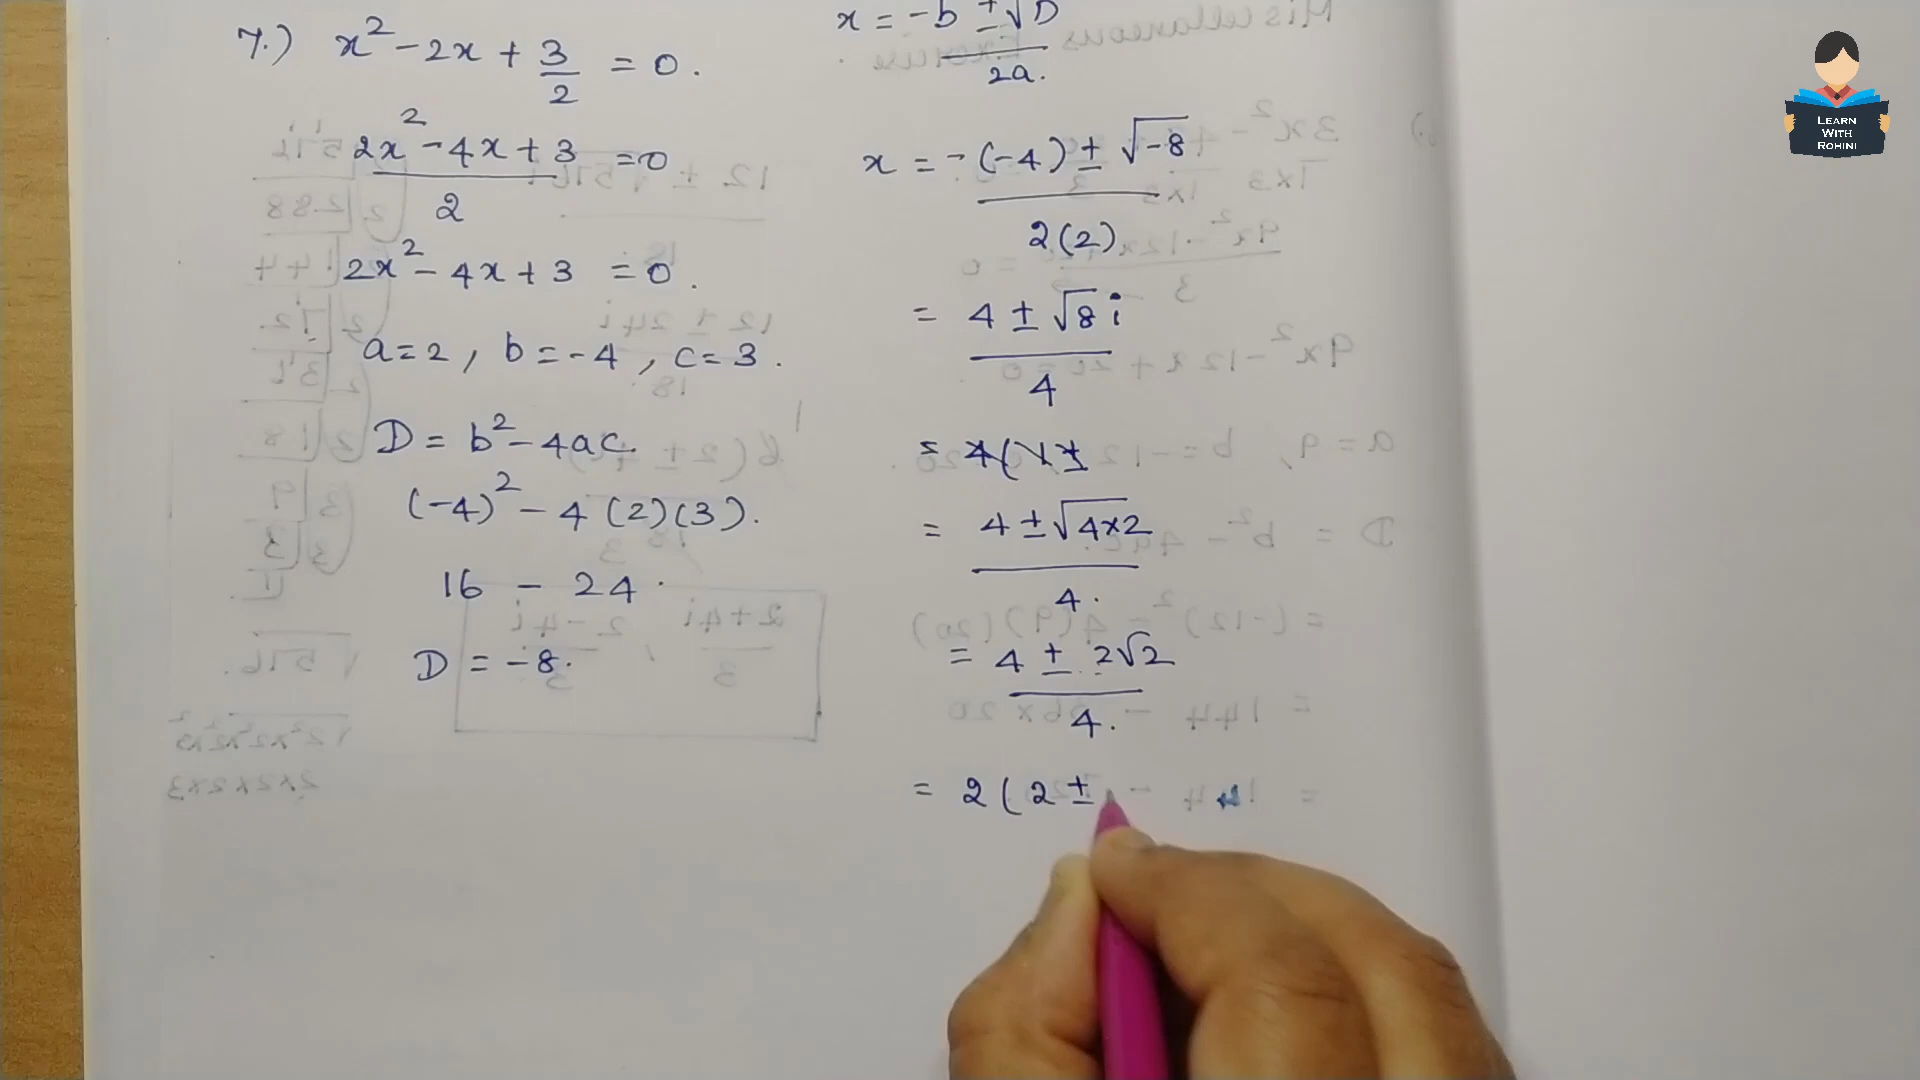 7.) x² - 2x + 3/2 = 0.
2x² - 4x + 3 / 2 = 0
2x² - 4x + 3 = 0.
a = 2, b = -4, c = 3.
D = b² - 4ac.
(-4)² - 4(2)(3).
16 - 24.
D = -8.
x = -b ± √D / 2a.
x = -(-4) ± √-8 / 2(2)
= 4 ± √8 i / 4
= 4 ± √4×2 / 4.
= 4 ± 2√2 / 4.
= 2(2 ±
LEARN
WITH
ROHINI